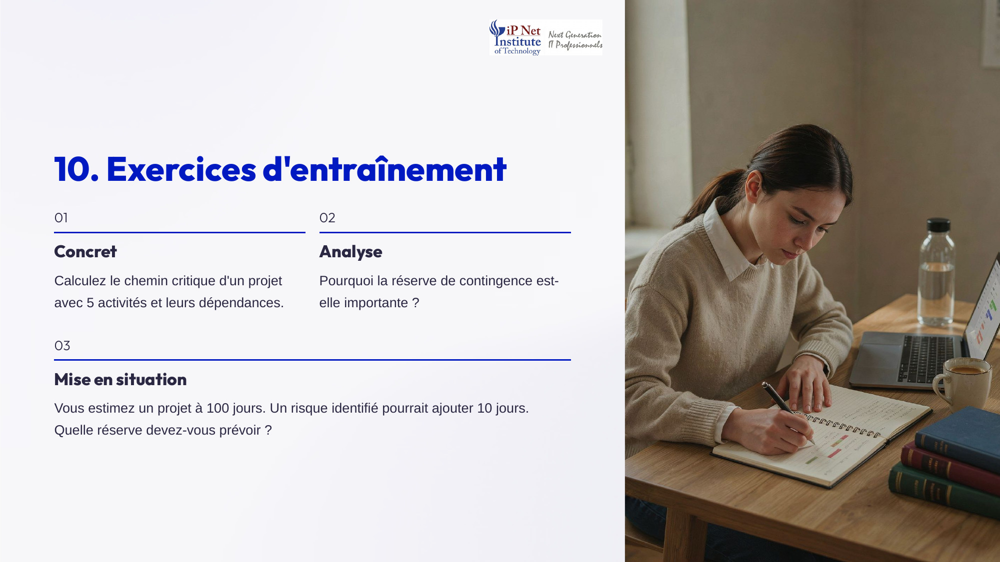 iP Net
Institute
of Technology
Next Generation
IT Professionnels
10. Exercices d'entraînement
01
Concret
Calculez le chemin critique d'un projet
avec 5 activités et leurs dépendances.
02
Analyse
Pourquoi la réserve de contingence est-
elle importante ?
03
Mise en situation
Vous estimez un projet à 100 jours. Un risque identifié pourrait ajouter 10 jours.
Quelle réserve devez-vous prévoir ?